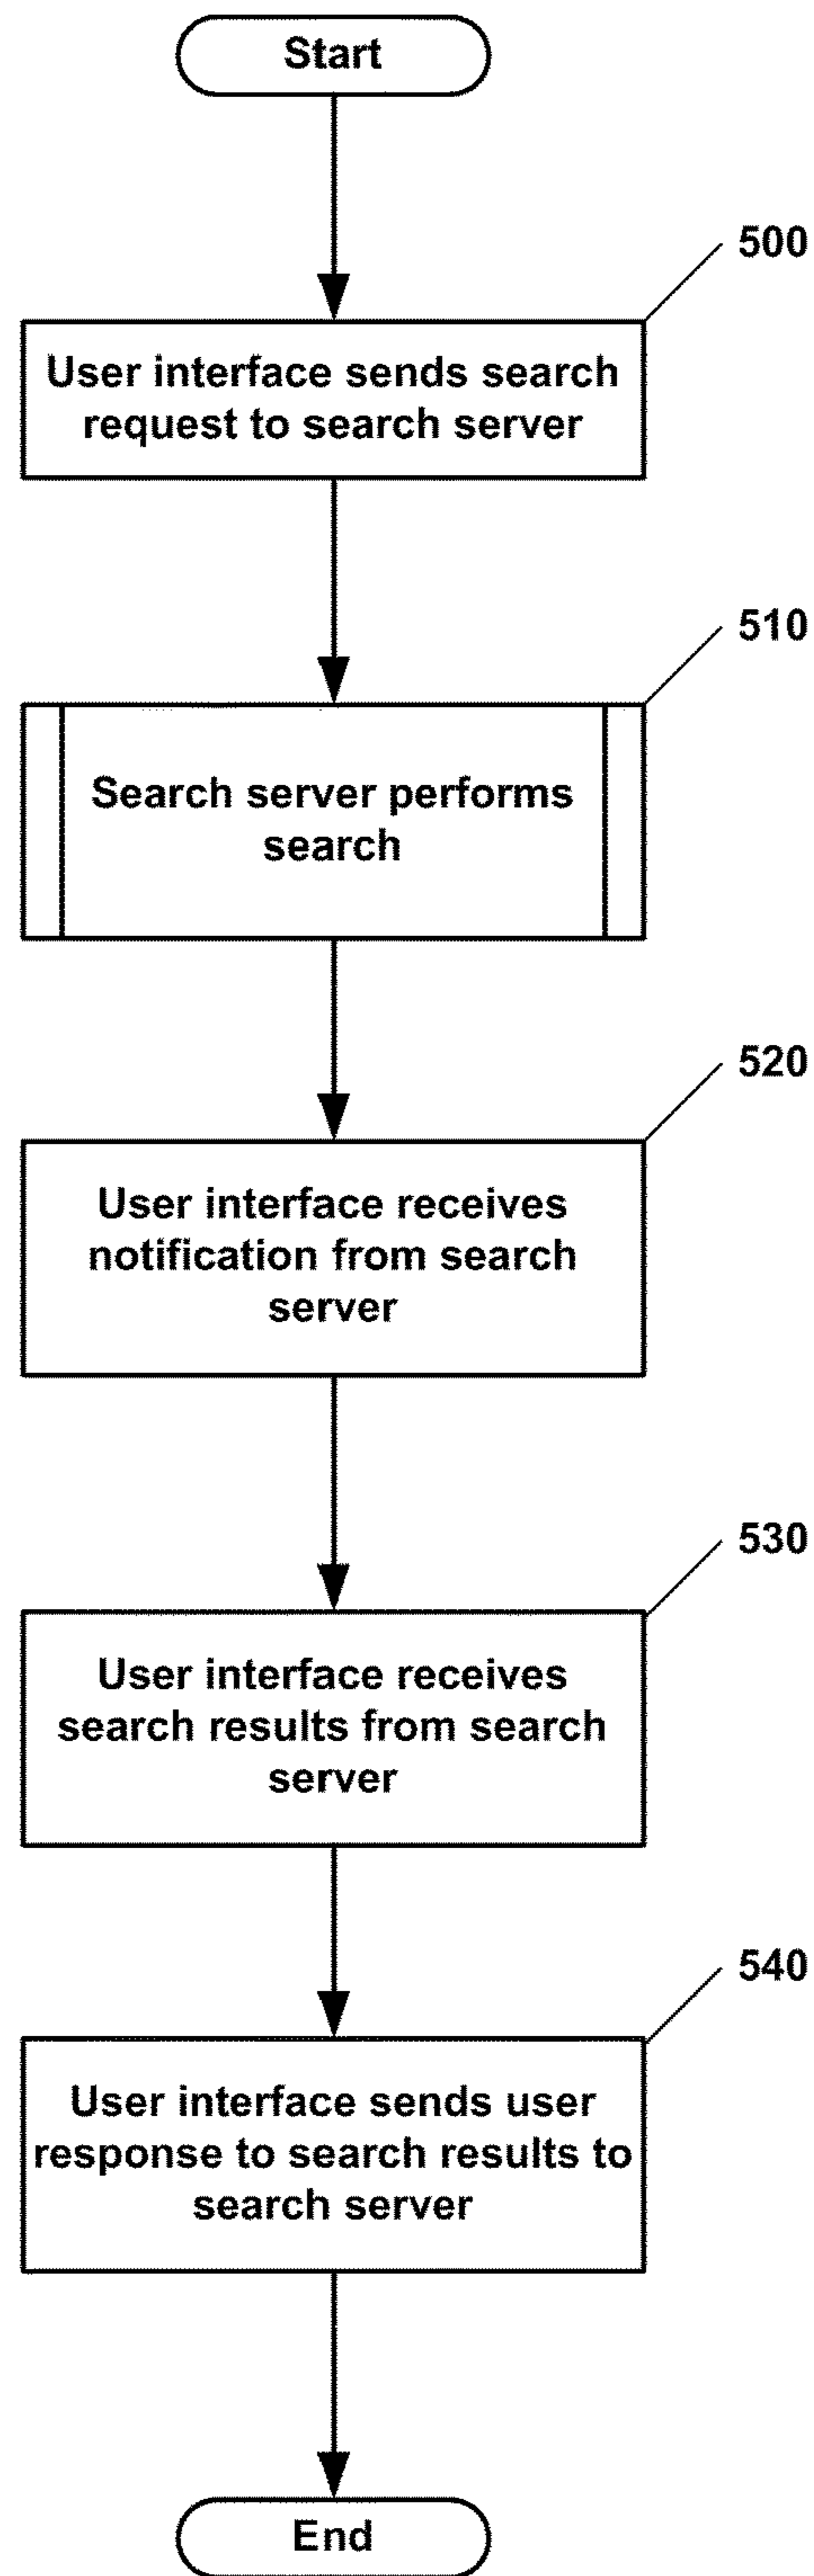 Start
500
User interface sends search
request to search server
510
Search server performs
search
520
User interface receives
notification from search
server
530
User interface receives
search results from search
server
540
User interface sends user
response to search results to
search server
End